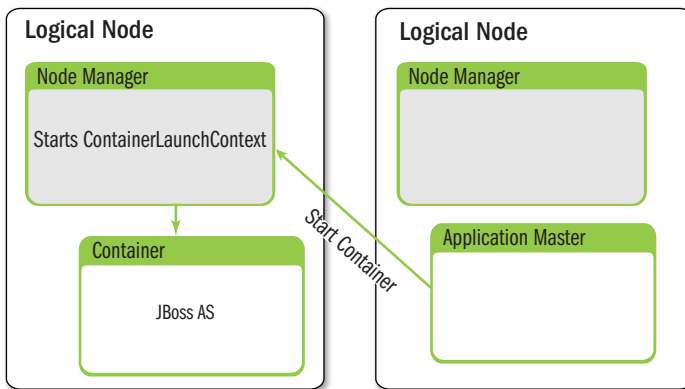 Logical Node
Node Manager
Starts ContainerLaunchContext
Container
JBoss AS
Start Container
Logical Node
Node Manager
Application Master